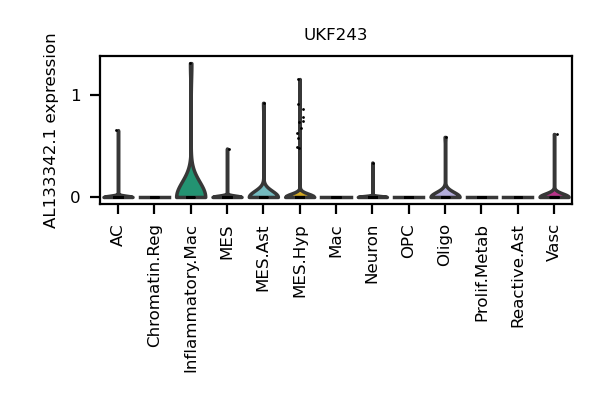 UKF243
AL133342.1 expression
1
0
AC
Chromatin.Reg
Inflammatory.Mac
MES
MES.Ast
MES.Hyp
Mac
Neuron
OPC
Oligo
Prolif.Metab
Reactive.Ast
Vasc